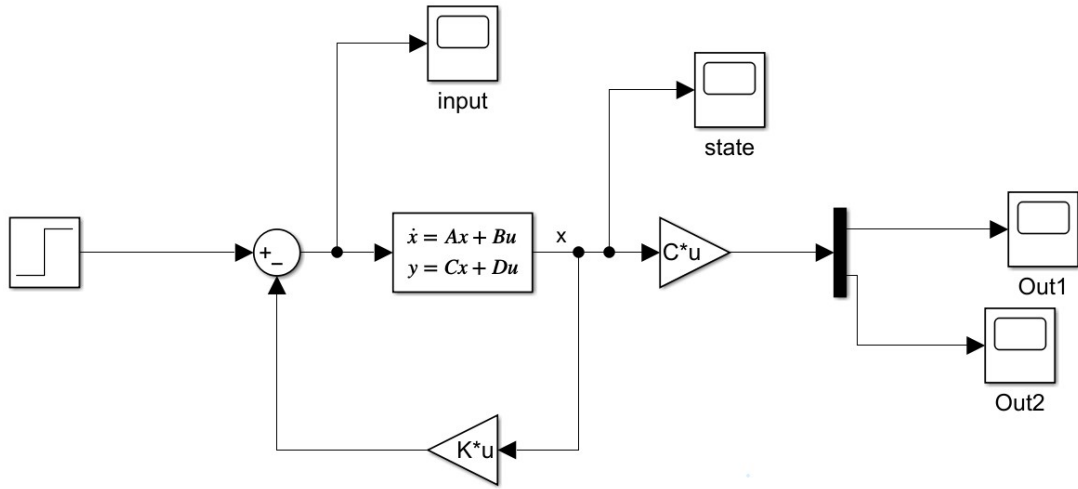 input
state
+
−
ẋ = Ax + Bu
y = Cx + Du
x
C*u
Out1
Out2
K*u